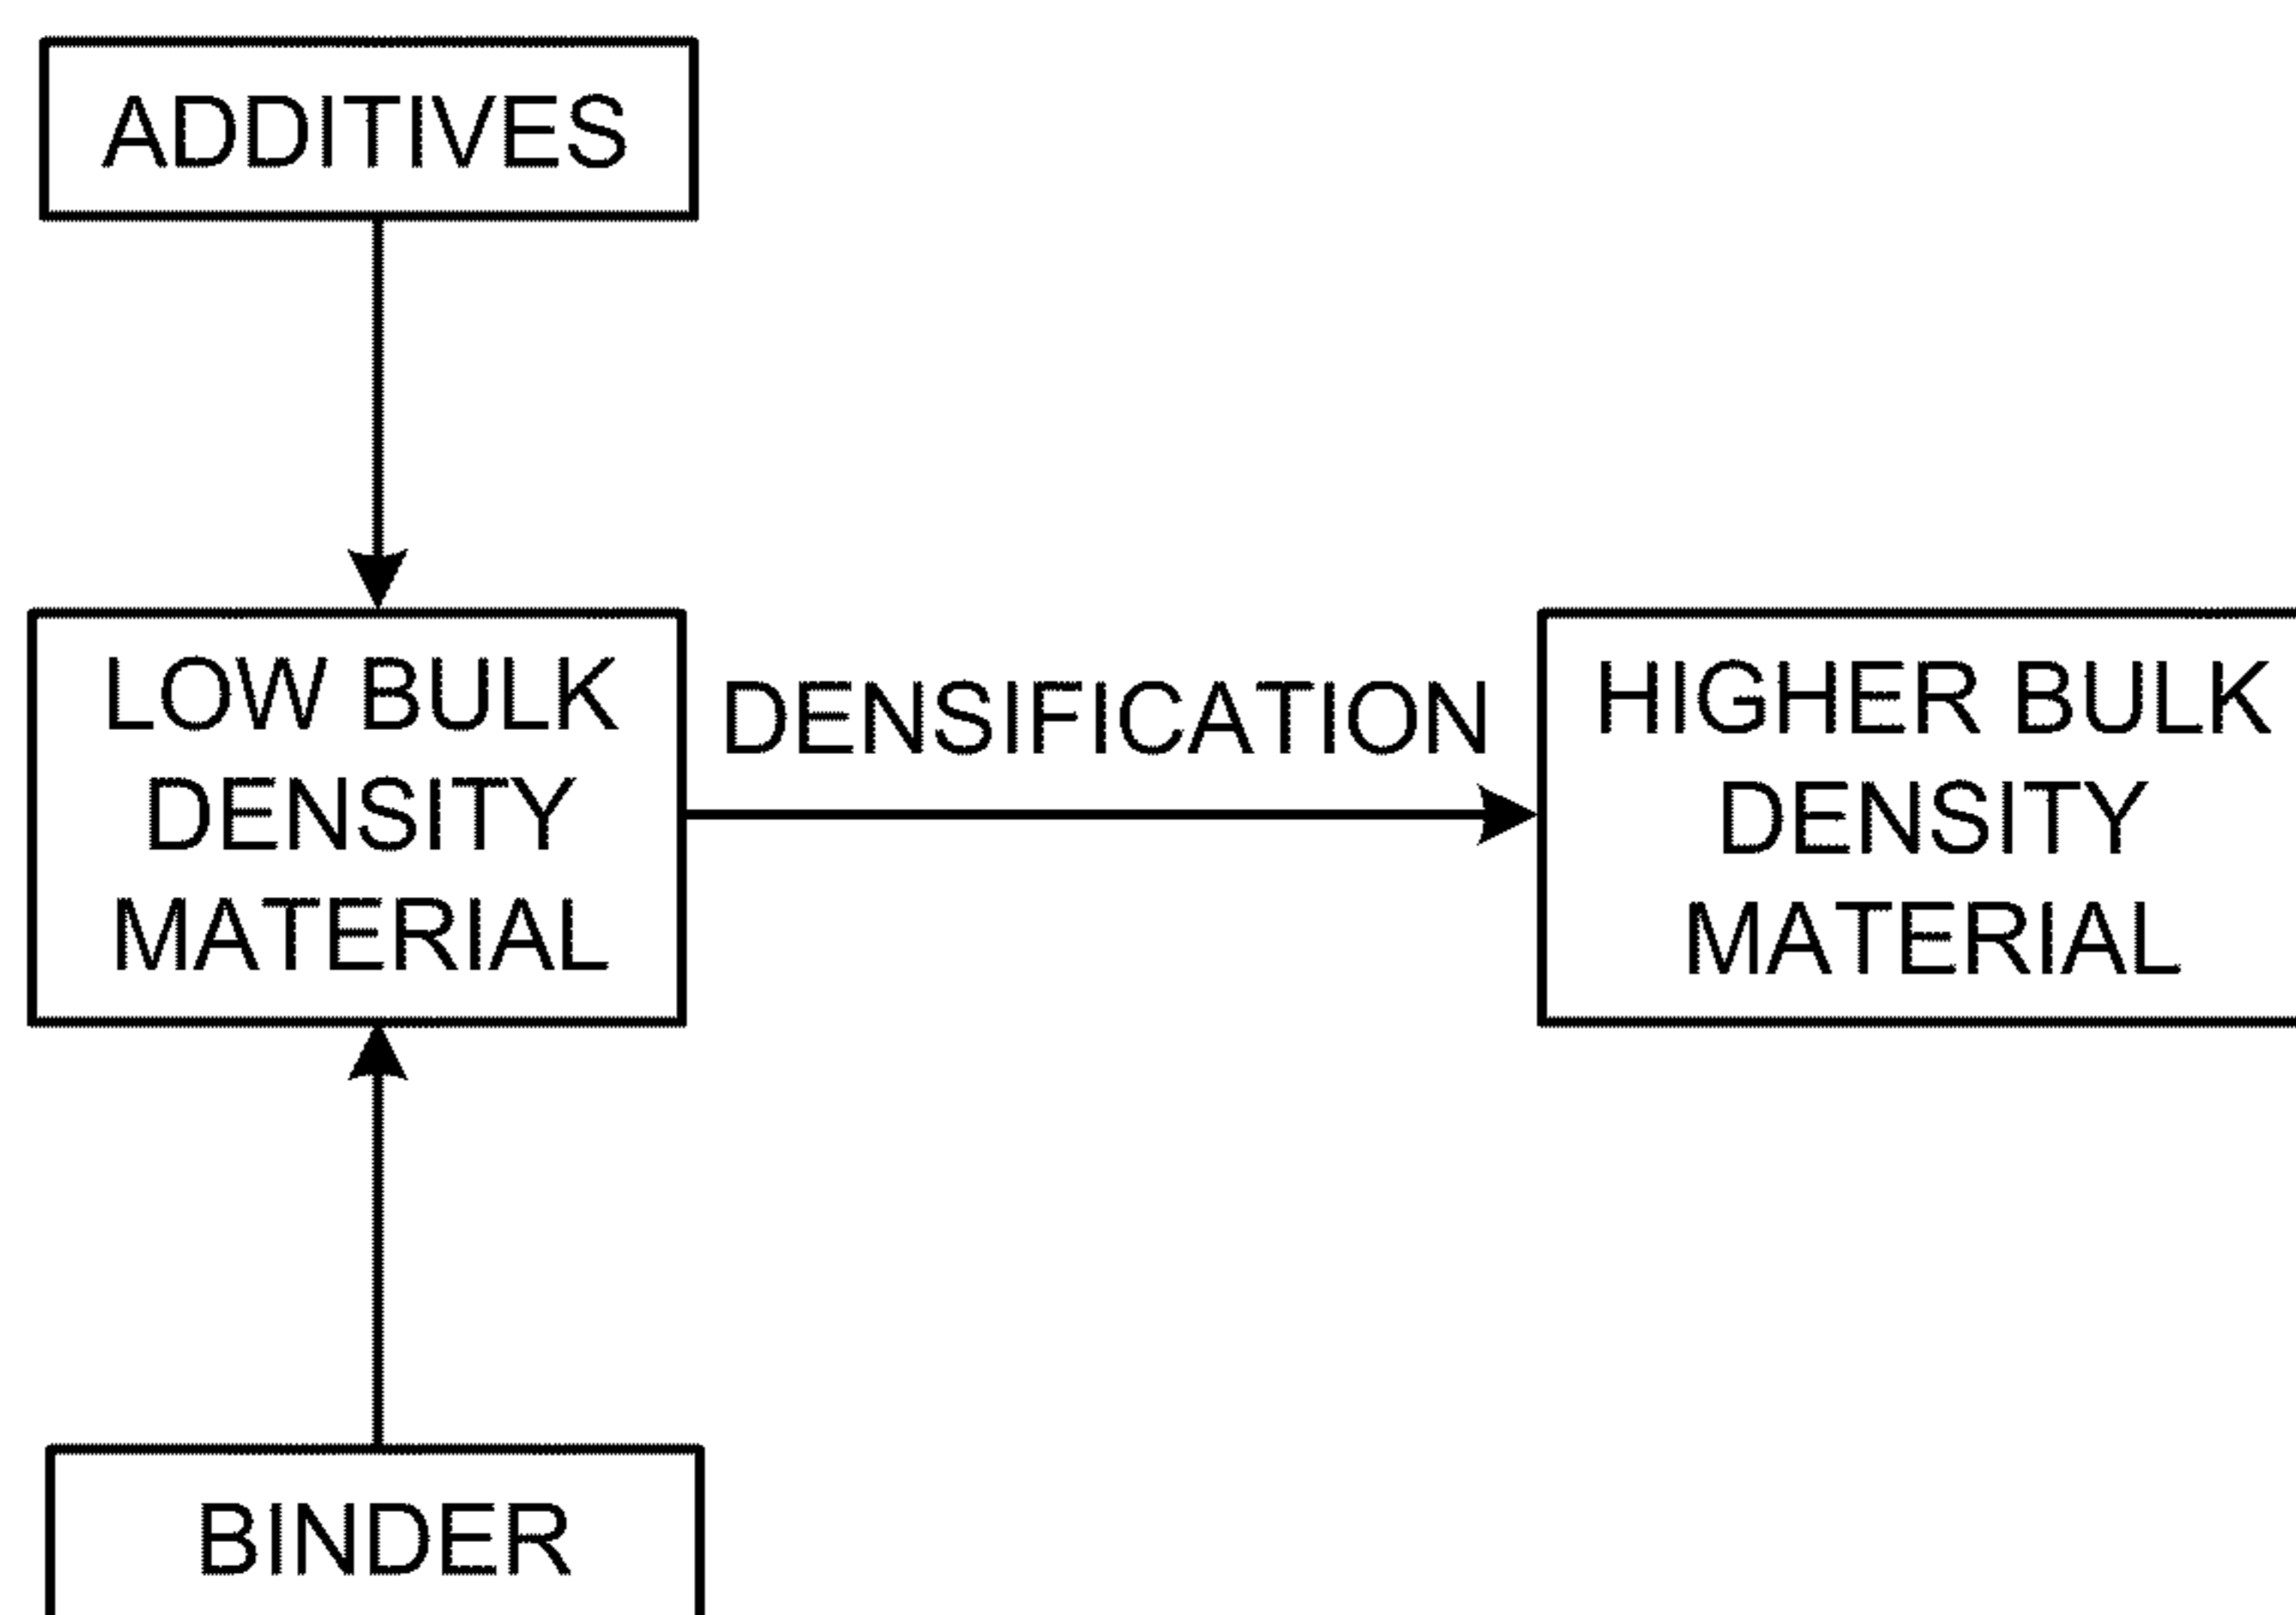 ADDITIVES
LOW BULK
DENSITY
MATERIAL
DENSIFICATION
HIGHER BULK
DENSITY
MATERIAL
BINDER